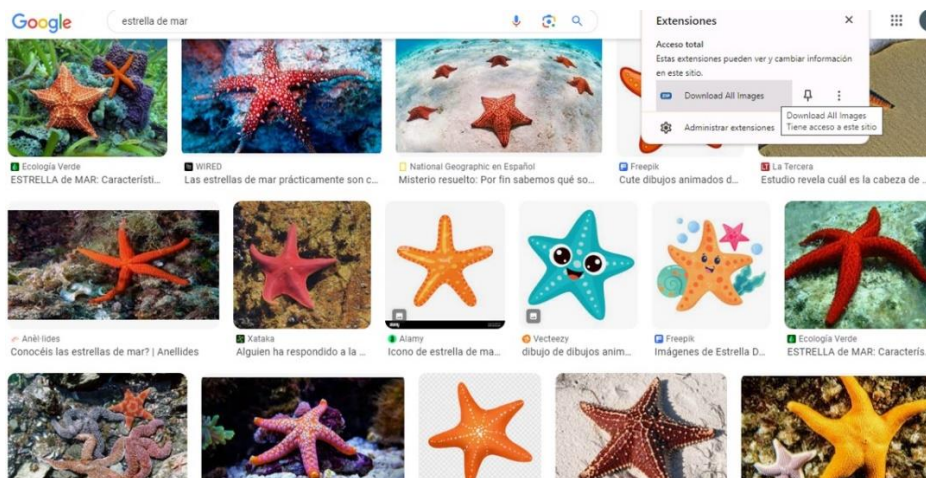 Google
estrella de mar
Extensiones
Acceso total
Estas extensiones pueden ver y cambiar información
en este sitio.
Download All Images
Download All Images
Tiene acceso a este sitio
Administrar extensiones
Ecología Verde
ESTRELLA de MAR: Característi...
WIRED
Las estrellas de mar prácticamente son c...
National Geographic en Español
Misterio resuelto: Por fin sabemos qué so...
Freepik
Cute dibujos animados d...
La Tercera
Estudio revela cuál es la cabeza de ...
Anèl·lides
Conocéis las estrellas de mar? | Anellides
Xataka
Alguien ha respondido a la ...
Alamy
Icono de estrella de ma...
Vecteezy
dibujo de dibujos anim...
Freepik
Imágenes de Estrella D...
Ecología Verde
ESTRELLA de MAR: Caracterís...